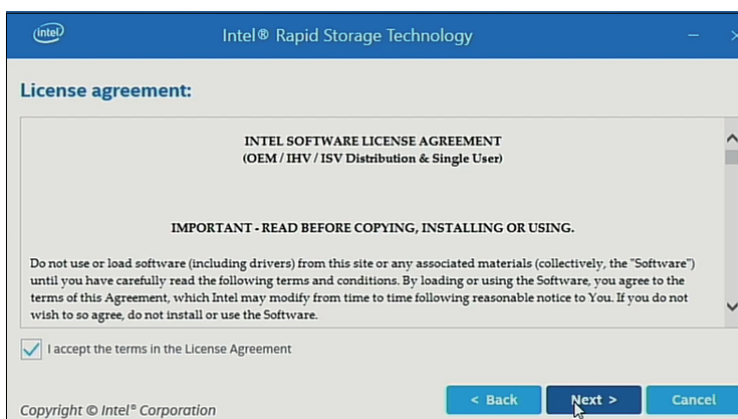 intel
Intel® Rapid Storage Technology
License agreement:
INTEL SOFTWARE LICENSE AGREEMENT
(OEM / IHV / ISV Distribution & Single User)
IMPORTANT - READ BEFORE COPYING, INSTALLING OR USING.
Do not use or load software (including drivers) from this site or any associated materials (collectively, the "Software")
until you have carefully read the following terms and conditions. By loading or using the Software, you agree to the
terms of this Agreement, which Intel may modify from time to time following reasonable notice to You. If you do not
wish to so agree, do not install or use the Software.
I accept the terms in the License Agreement
< Back
Next >
Cancel
Copyright © Intel® Corporation